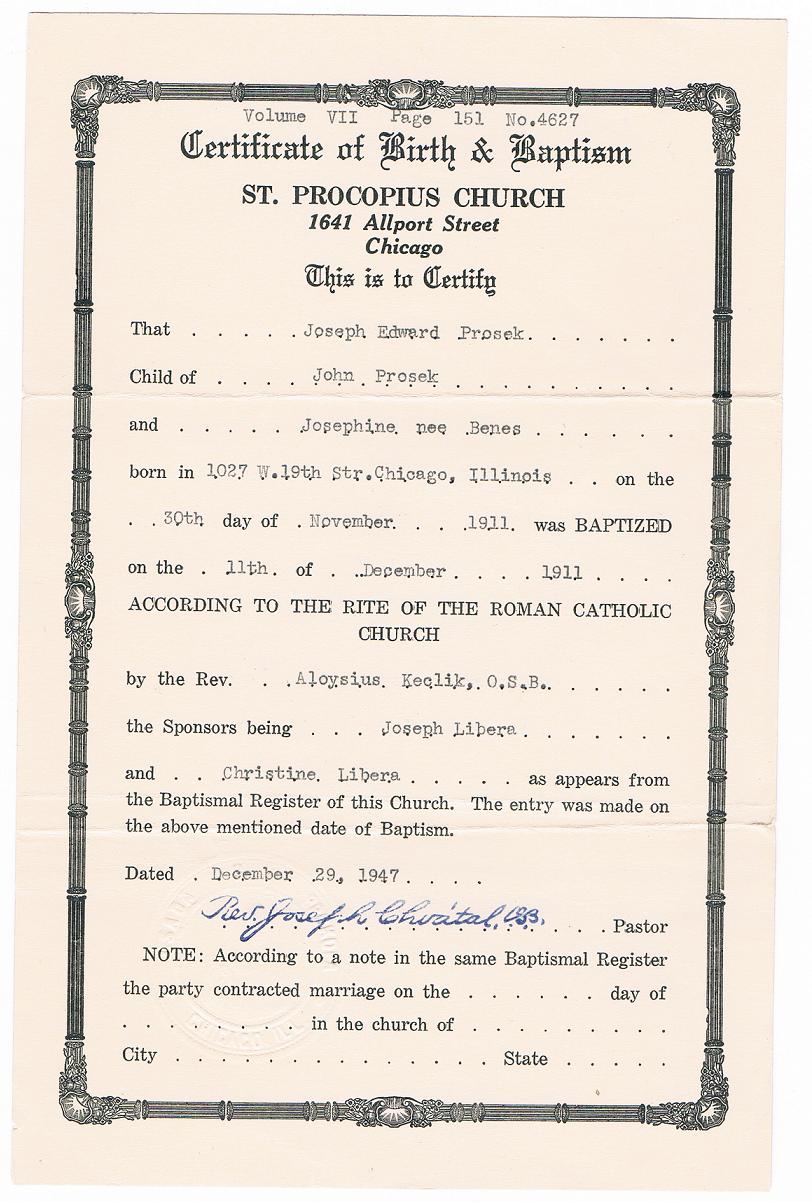 Volume VII Page 151 No.4627
Certificate of Birth & Baptism
ST. PROCOPIUS CHURCH
1641 Allport Street
Chicago
This is to Certify
That . . . . . Joseph Edward Prosek . . . . . . .
Child of . . . . John Prosek . . . . . . . . . . .
and . . . . . Josephine nee Benes . . . . . .
born in 1027 W.19th Str.Chicago, Illinois . . on the
. . 30th day of . November . . . 1911. was BAPTIZED
on the . 11th. of . . December . . . . 1911 . . . .
ACCORDING TO THE RITE OF THE ROMAN CATHOLIC
CHURCH
by the Rev. . . Aloysius Keclik, O.S.B. . . . . . .
the Sponsors being . . . Joseph Libera . . . . . . .
and . . Christine Libera . . . . . as appears from
the Baptismal Register of this Church. The entry was made on
the above mentioned date of Baptism.
Dated . December 29, 1947 . . . .
Rev. Joseph Chvátal, OSB. . . . Pastor
NOTE: According to a note in the same Baptismal Register
the party contracted marriage on the . . . . . . day of
. . . . . . . . . in the church of . . . . . . . . .
City . . . . . . . . . . . . . . State . . . . .